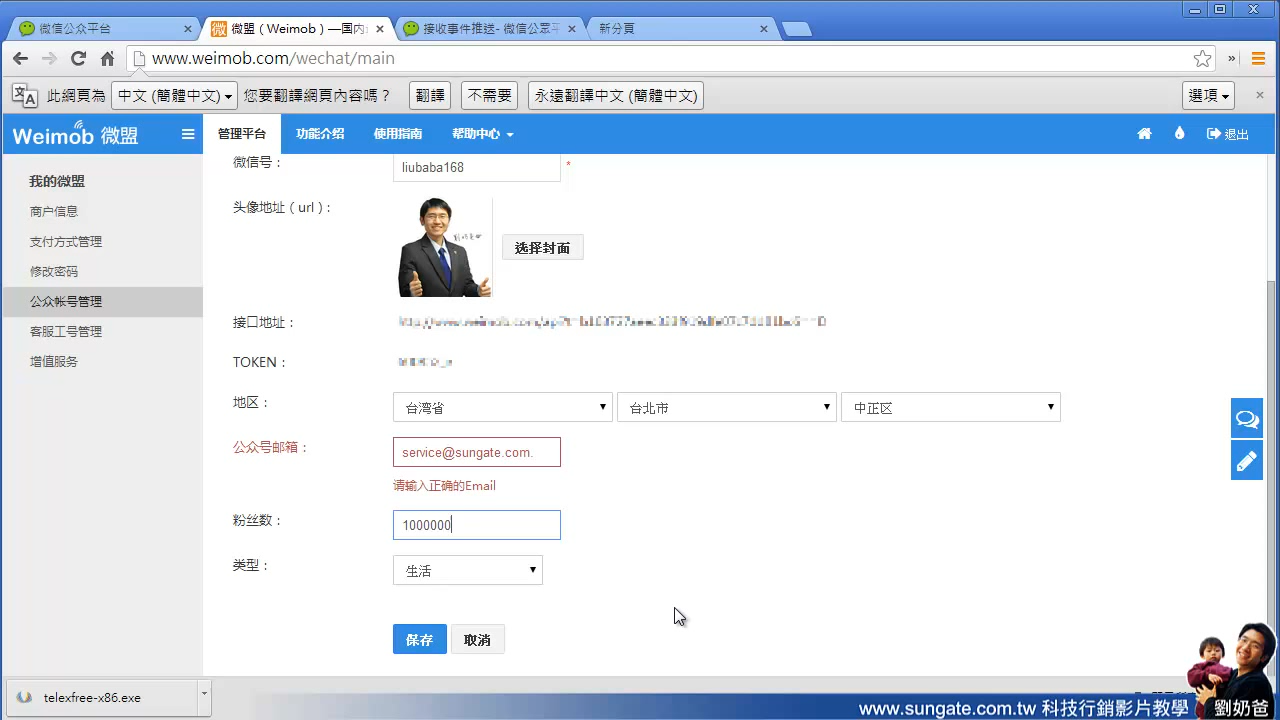 微信公众平台
微盟（Weimob）—国内
接收事件推送- 微信公眾平
新分頁
www.weimob.com/wechat/main
此網頁為 中文 (簡體中文) 您要翻譯網頁內容嗎？ 翻譯 不需要 永遠翻譯中文 (簡體中文) 選項
Weimob 微盟 管理平台 功能介绍 使用指南 帮助中心 退出
我的微盟
商户信息
支付方式管理
修改密码
公众帐号管理
客服工号管理
增值服务
微信号： liubaba168 *
头像地址（url）： 选择封面
接口地址：
TOKEN：
地区： 台湾省 台北市 中正区
公众号邮箱： service@sungate.com.
请输入正确的Email
粉丝数： 1000000
类型： 生活
保存 取消
telexfree-x86.exe
www.sungate.com.tw 科技行銷影片教學 劉奶爸